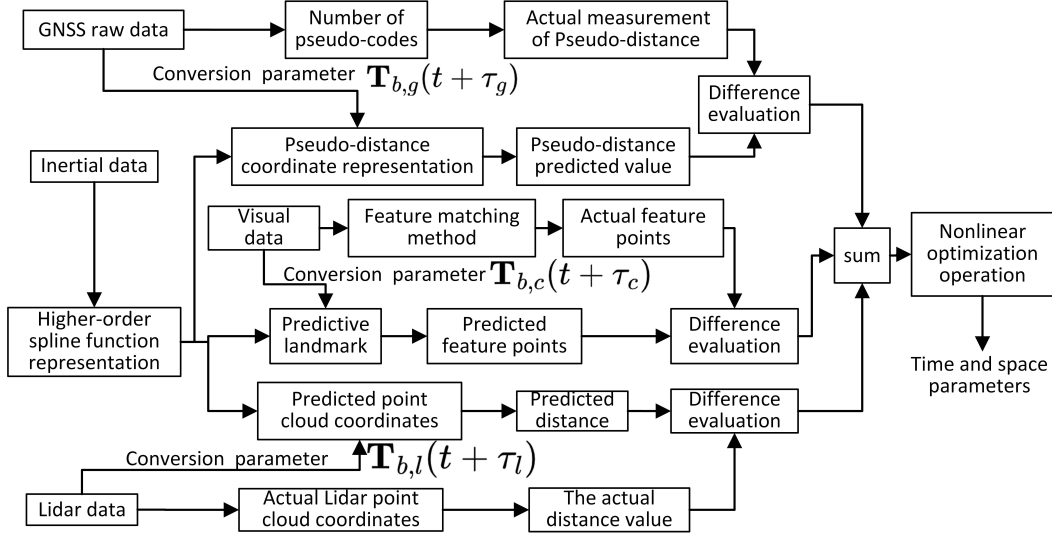 GNSS raw data
Number of
pseudo-codes
Actual measurement
of Pseudo-distance
Conversion parameter T_{b,g}(t + τ_g)
Difference
evaluation
Pseudo-distance
coordinate representation
Pseudo-distance
predicted value
Inertial data
Visual
data
Feature matching
method
Actual feature
points
Nonlinear
optimization
operation
sum
Conversion parameter T_{b,c}(t + τ_c)
Higher-order
spline function
representation
Predictive
landmark
Predicted
feature points
Difference
evaluation
Time and space
parameters
Predicted point
cloud coordinates
Predicted
distance
Difference
evaluation
Conversion parameter T_{b,l}(t + τ_l)
Lidar data
Actual Lidar point
cloud coordinates
The actual
distance value